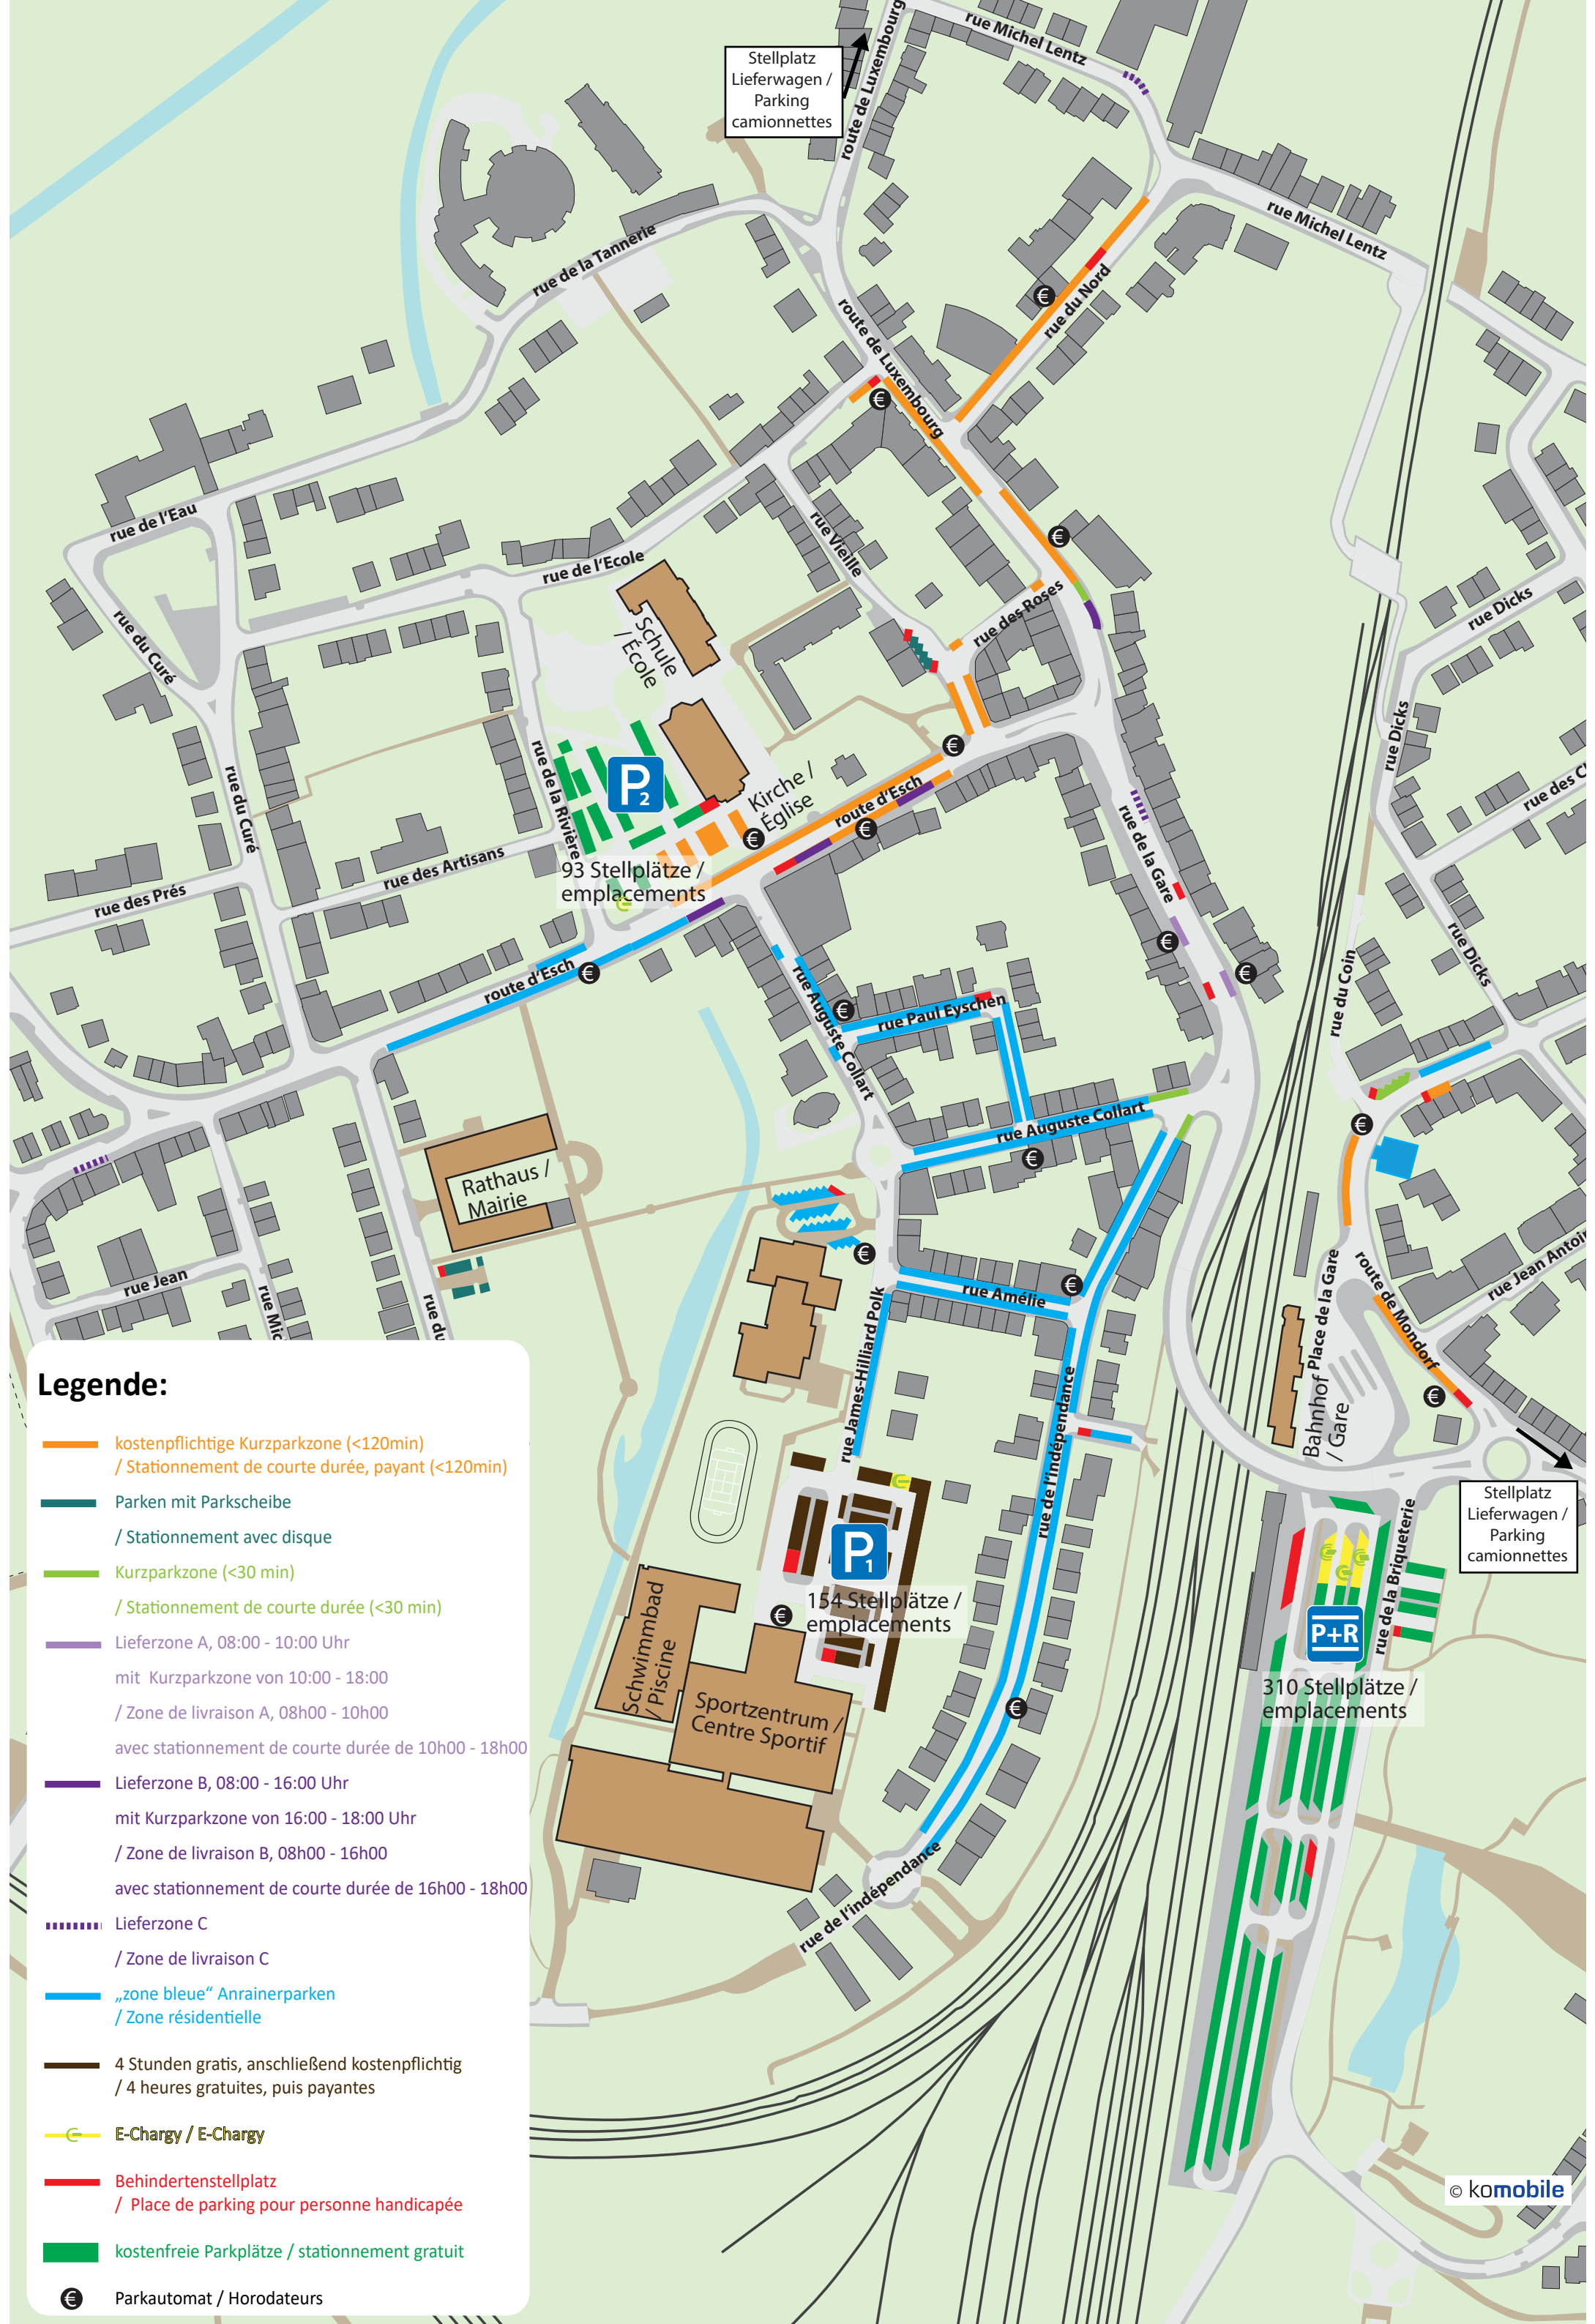 rue Michel Lentz
route de Luxembourg
Stellplatz
Lieferwagen /
Parking
camionnettes
rue Michel Lentz
rue de la Tannerie
rue du Nord
€
route de Luxembourg
€
rue de l'Eau
rue Vieille
€
rue de l'Ecole
rue des Roses
rue Dicks
Schule
/ École
rue du Curé
rue Dicks
€
rue de la Rivière
P2
Kirche /
Église
route d'Esch
rue du Curé
€
€
rue des C
rue de la Gare
rue des Artisans
93 Stellplätze /
emplacements
rue des Prés
€
rue Dicks
route d'Esch
€
€
rue du Coin
rue Auguste Collart
€
rue Paul Eyschen
rue Auguste Collart
€
€
Rathaus /
Mairie
€
rue Jean
rue Mic
rue du
rue Amélie
€
Place de la Gare
route de Mondorf
rue Jean Antoi
rue James-Hilliard Polk
Bahnhof
/ Gare
€
rue de l'indépendance
Stellplatz
Lieferwagen /
Parking
camionnettes
P1
154 Stellplätze /
emplacements
€
rue de la Briqueterie
P+R
310 Stellplätze /
emplacements
Schwimmbad
/ Piscine
Sportzentrum /
Centre Sportif
€
rue de l'indépendance
Legende:
kostenpflichtige Kurzparkzone (<120min)
/ Stationnement de courte durée, payant (<120min)
Parken mit Parkscheibe
/ Stationnement avec disque
Kurzparkzone (<30 min)
/ Stationnement de courte durée (<30 min)
Lieferzone A, 08:00 - 10:00 Uhr
mit  Kurzparkzone von 10:00 - 18:00
/ Zone de livraison A, 08h00 - 10h00
avec stationnement de courte durée de 10h00 - 18h00
Lieferzone B, 08:00 - 16:00 Uhr
mit Kurzparkzone von 16:00 - 18:00 Uhr
/ Zone de livraison B, 08h00 - 16h00
avec stationnement de courte durée de 16h00 - 18h00
Lieferzone C
/ Zone de livraison C
„zone bleue“ Anrainerparken
/ Zone résidentielle
4 Stunden gratis, anschließend kostenpflichtig
/ 4 heures gratuites, puis payantes
E-Chargy / E-Chargy
Behindertenstellplatz
/  Place de parking pour personne handicapée
kostenfreie Parkplätze / stationnement gratuit
€ Parkautomat / Horodateurs
© komobile